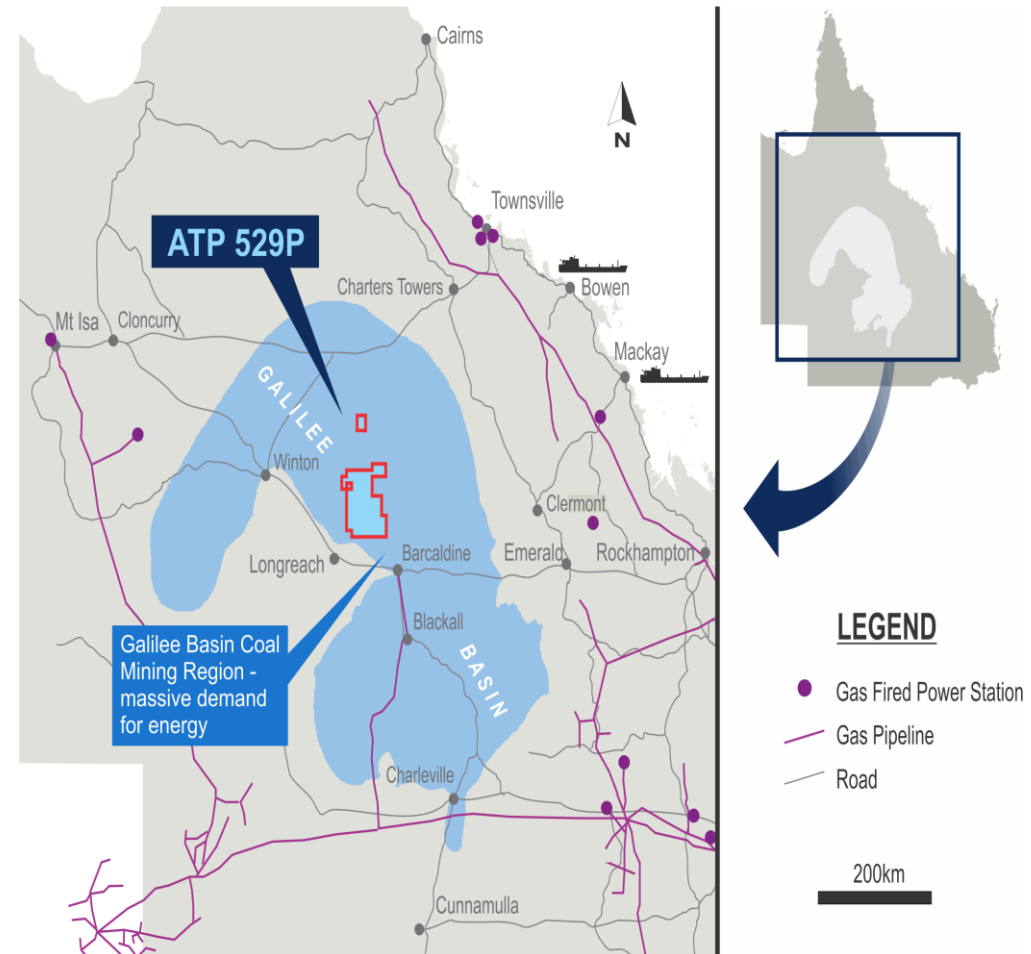 Cairns
N
Townsville
ATP 529P
Charters Towers
Bowen
Mt Isa
Cloncurry
Mackay
GALILEE
Winton
Clermont
Longreach
Barcaldine
Emerald
Rockhampton
Blackall
Galilee Basin Coal
Mining Region -
massive demand
for energy
BASIN
Charleville
Cunnamulla
LEGEND
Gas Fired Power Station
Gas Pipeline
Road
200km